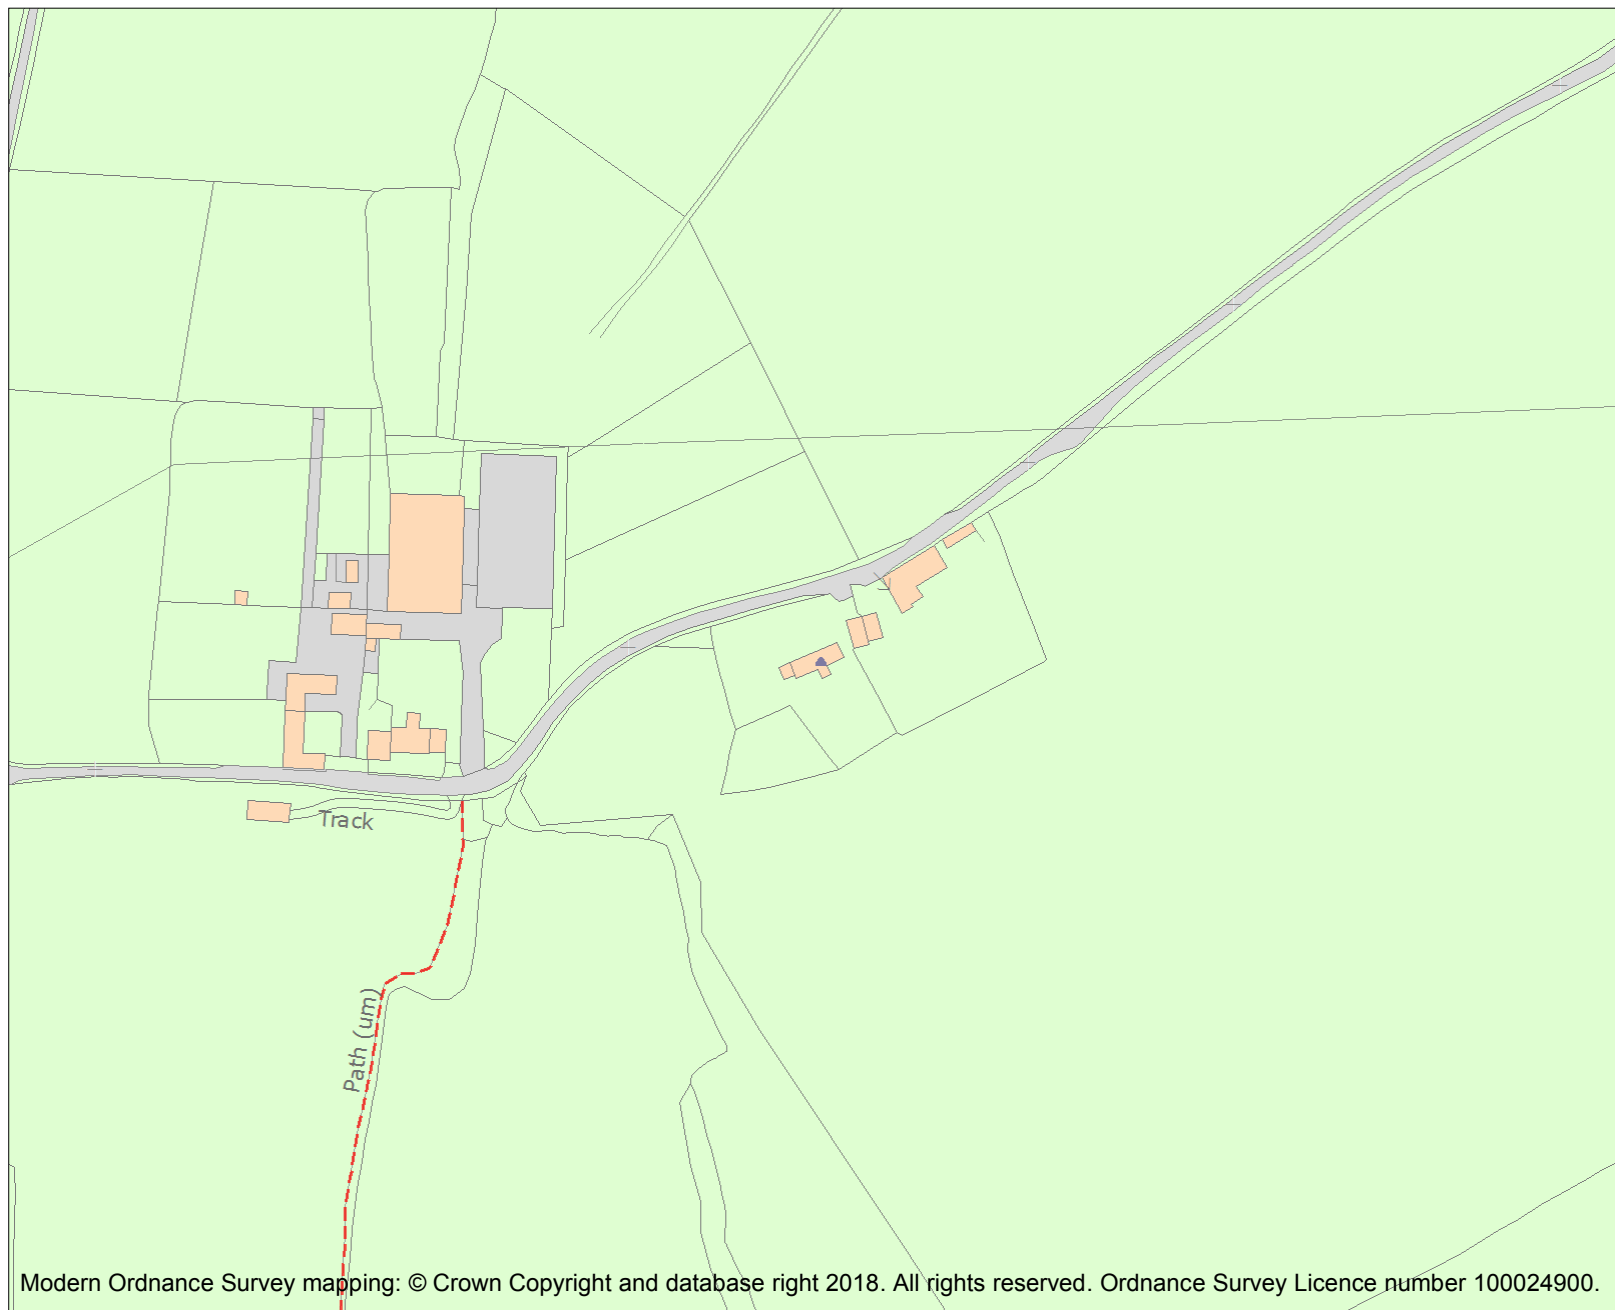 Track
Path (um)
Modern Ordnance Survey mapping: © Crown Copyright and database right 2018. All rights reserved. Ordnance Survey Licence number 100024900.